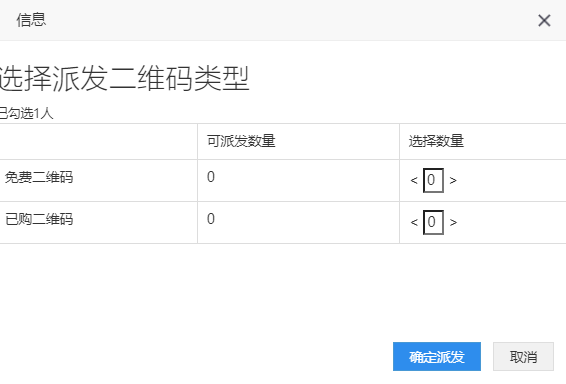 信息
选择派发二维码类型
已勾选1人
可派发数量 选择数量
免费二维码 0 < 0 >
已购二维码 0 < 0 >
确定派发 取消